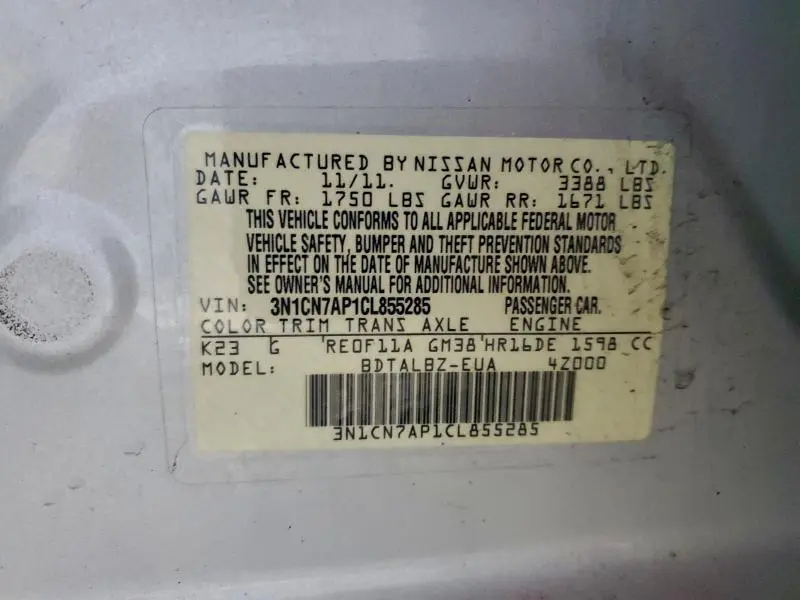 MANUFACTURED BY NISSAN MOTOR CO., LTD.
DATE: 11/11. GVWR: 3388 LBS
GAWR FR: 1750 LBS GAWR RR: 1671 LBS
THIS VEHICLE CONFORMS TO ALL APPLICABLE FEDERAL MOTOR
VEHICLE SAFETY, BUMPER AND THEFT PREVENTION STANDARDS
IN EFFECT ON THE DATE OF MANUFACTURE SHOWN ABOVE.
SEE OWNER'S MANUAL FOR ADDITIONAL INFORMATION.
VIN: 3N1CN7AP1CL855285 PASSENGER CAR.
COLOR TRIM TRANS AXLE ENGINE
K23 G RE0F11A GM38 HR16DE 1598 CC
MODEL: BDTALBZ-EUA 4Z000
3N1CN7AP1CL855285